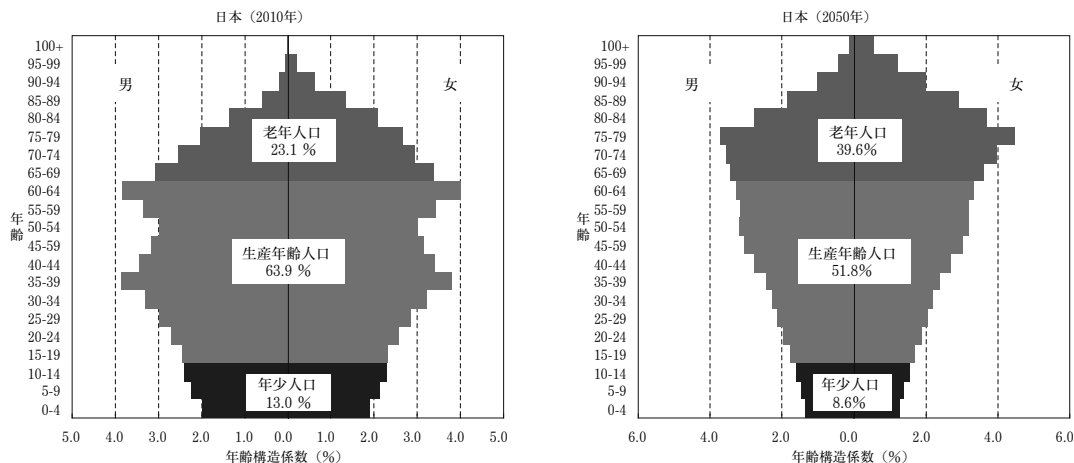 日本（2010年）
100+
95-99
90-94
85-89
80-84
75-79
70-74
65-69
60-64
55-59
50-54
45-59
40-44
35-39
30-34
25-29
20-24
15-19
10-14
5-9
0-4
年齢
男
女
老年人口
23.1 %
生産年齢人口
63.9 %
年少人口
13.0 %
5.0 4.0 3.0 2.0 1.0 0.0 1.0 2.0 3.0 4.0 5.0
年齢構造係数（%）
日本（2050年）
100+
95-99
90-94
85-89
80-84
75-79
70-74
65-69
60-64
55-59
50-54
45-59
40-44
35-39
30-34
25-29
20-24
15-19
10-14
5-9
0-4
年齢
男
女
老年人口
39.6%
生産年齢人口
51.8%
年少人口
8.6%
6.0 4.0 2.0 0.0 2.0 4.0 6.0
年齢構造係数（%）